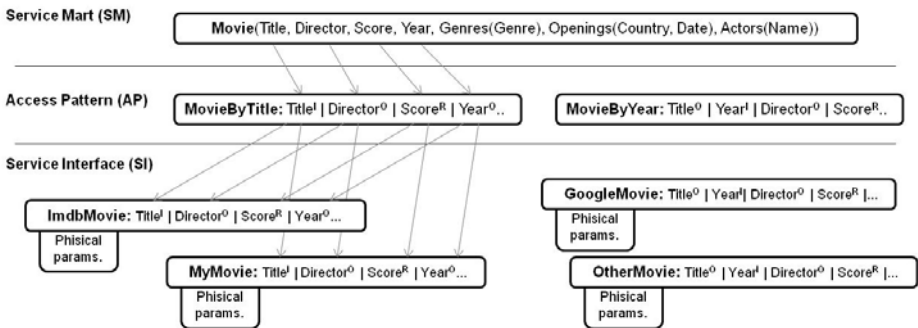 Service Mart (SM)
Movie(Title, Director, Score, Year, Genres(Genre), Openings(Country, Date), Actors(Name))
Access Pattern (AP)
MovieByTitle: Titleᴵ | Directorᴼ | Scoreᴿ | Yearᴼ..
MovieByYear: Titleᴼ | Yearᴵ | Directorᴼ | Scoreᴿ..
Service Interface (SI)
ImdbMovie: Titleᴵ | Directorᴼ | Scoreᴿ | Yearᴼ...
Phisical
params.
MyMovie: Titleᴵ | Directorᴼ | Scoreᴿ | Yearᴼ...
Phisical
params.
GoogleMovie: Titleᴼ | Yearᴵ| Directorᴼ | Scoreᴿ |...
Phisical
params.
OtherMovie: Titleᴼ | Yearᴵ | Directorᴼ | Scoreᴿ |...
Phisical
params.